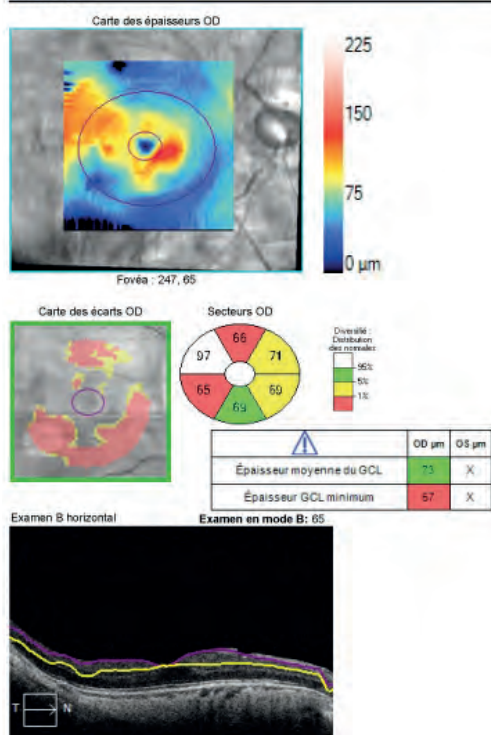 Carte des épaisseurs OD
225
150
75
0 µm
Fovéa : 247, 65
Carte des écarts OD
Secteurs OD
66
97
71
65
69
69
Diversifié :
Distribution
des normales
95%
5%
1%
OD µm
OS µm
Épaisseur moyenne du GCL
73
X
Épaisseur GCL minimum
57
X
Examen B horizontal
Examen en mode B: 65
T
N